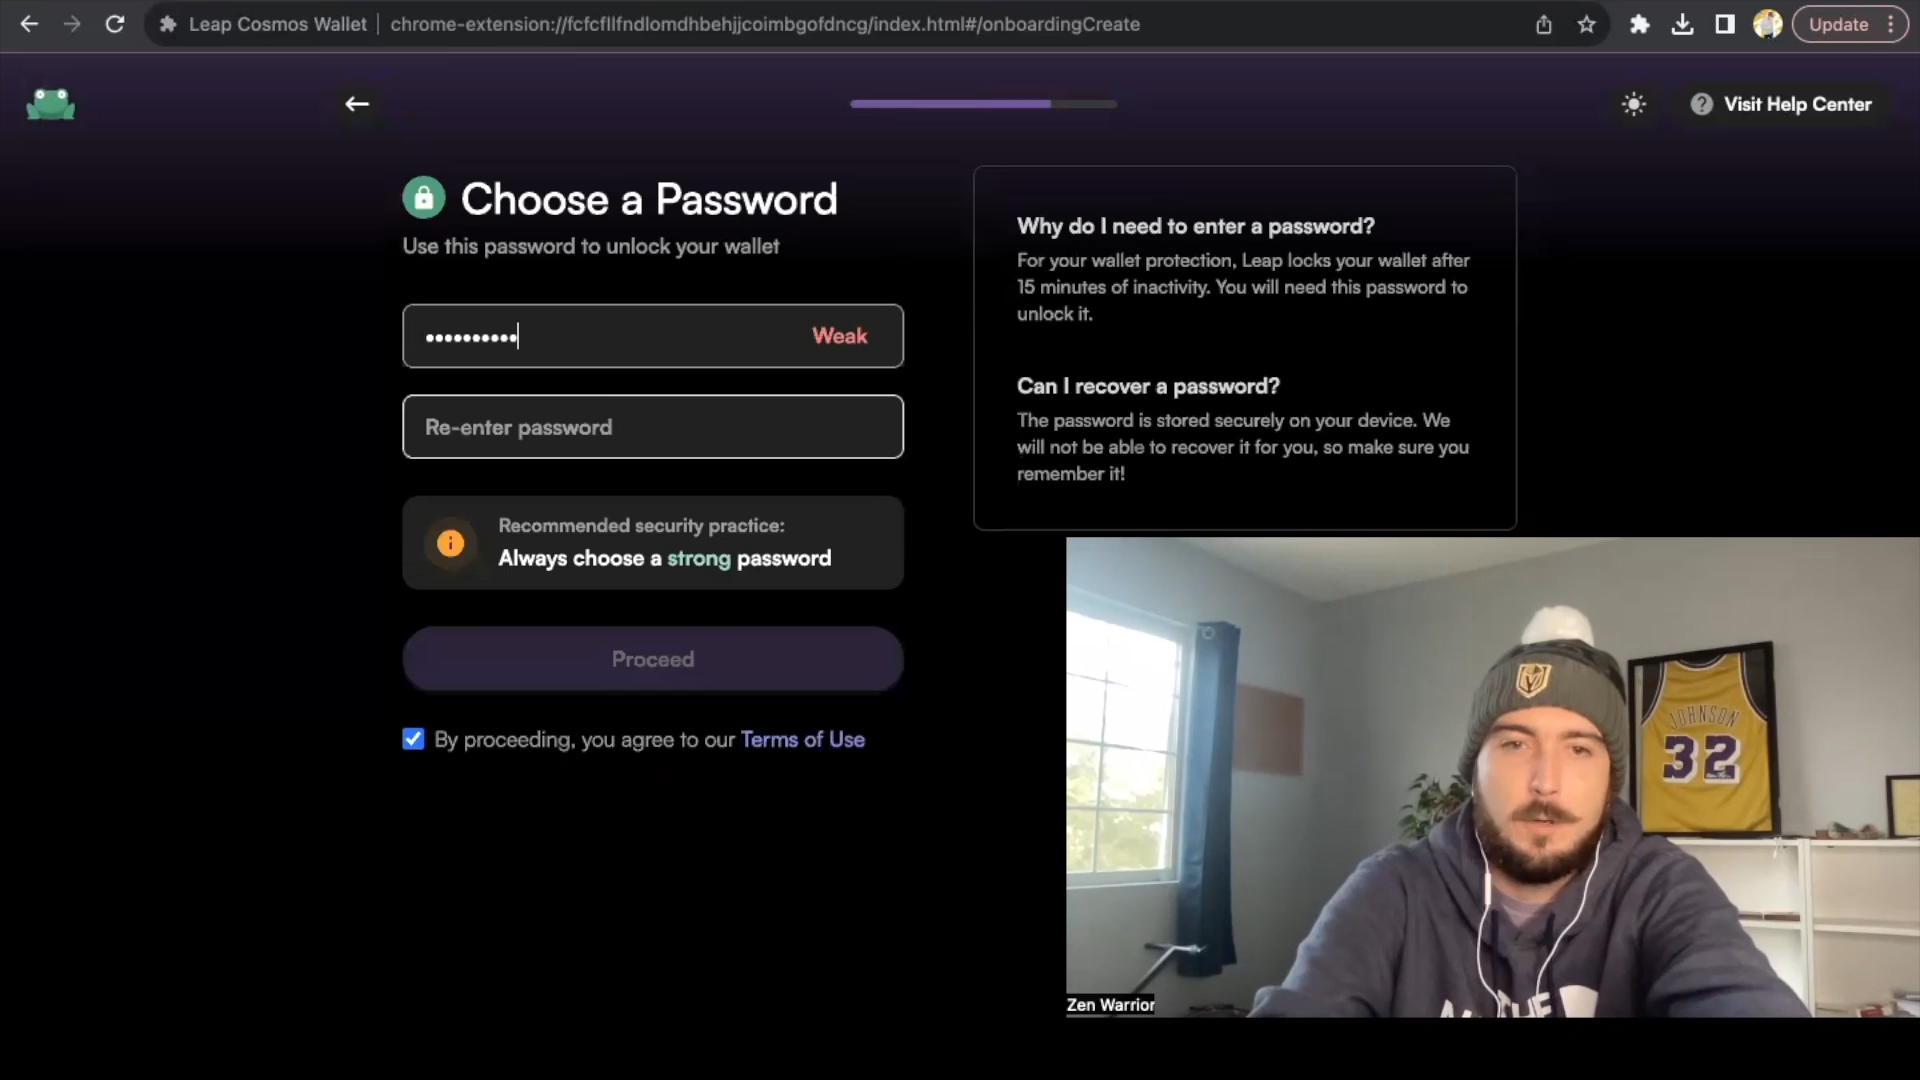 Leap Cosmos Wallet
chrome-extension://fcfcfllfndlomdhbehjjcoimbgofdncg/index.html#/onboardingCreate
Update
Visit Help Center
Choose a Password
Use this password to unlock your wallet
••••••••••
Weak
Re-enter password
Recommended security practice:
Always choose a strong password
Proceed
By proceeding, you agree to our Terms of Use
Why do I need to enter a password?
For your wallet protection, Leap locks your wallet after
15 minutes of inactivity. You will need this password to
unlock it.
Can I recover a password?
The password is stored securely on your device. We
will not be able to recover it for you, so make sure you
remember it!
JOHNSON
32
THE
Zen Warrior